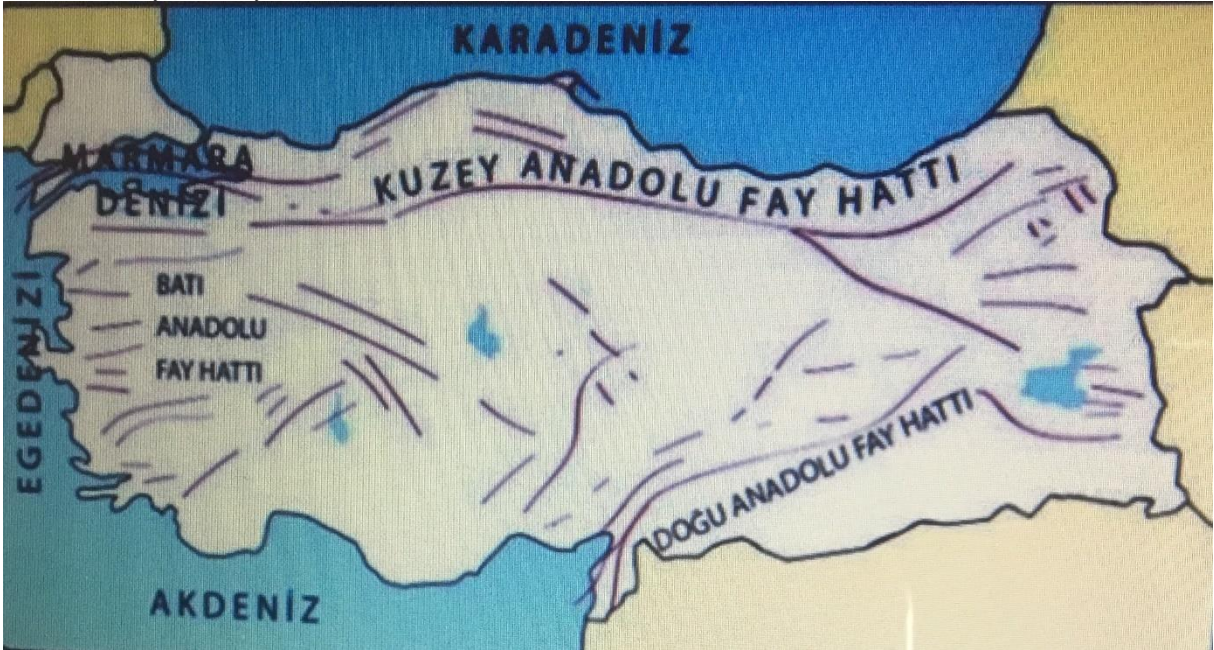 KARADENİZ
MARMARA
DENİZİ
KUZEY ANADOLU FAY HATTI
BATI
ANADOLU
FAY HATTI
EGEDENİZİ
DOĞU ANADOLU FAY HATTI
AKDENİZ